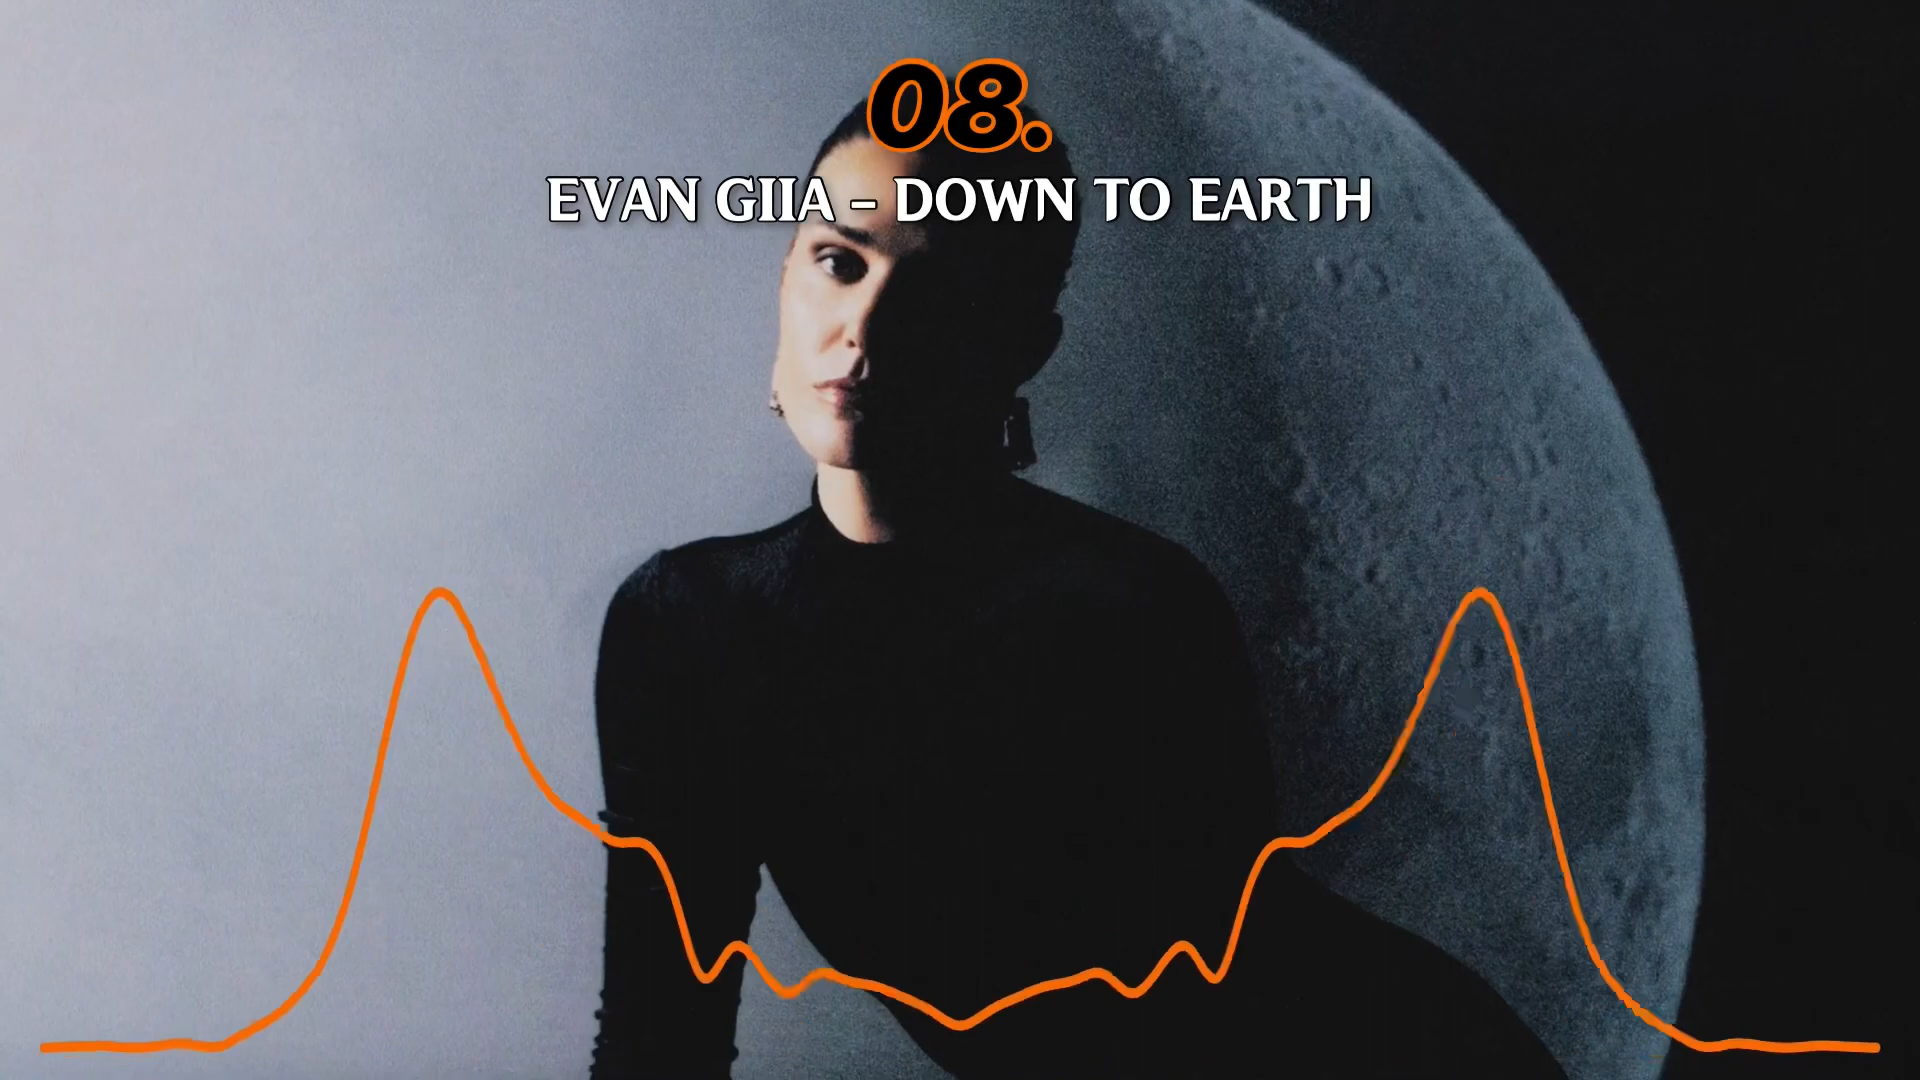 08.
EVAN GIIA – DOWN TO EARTH